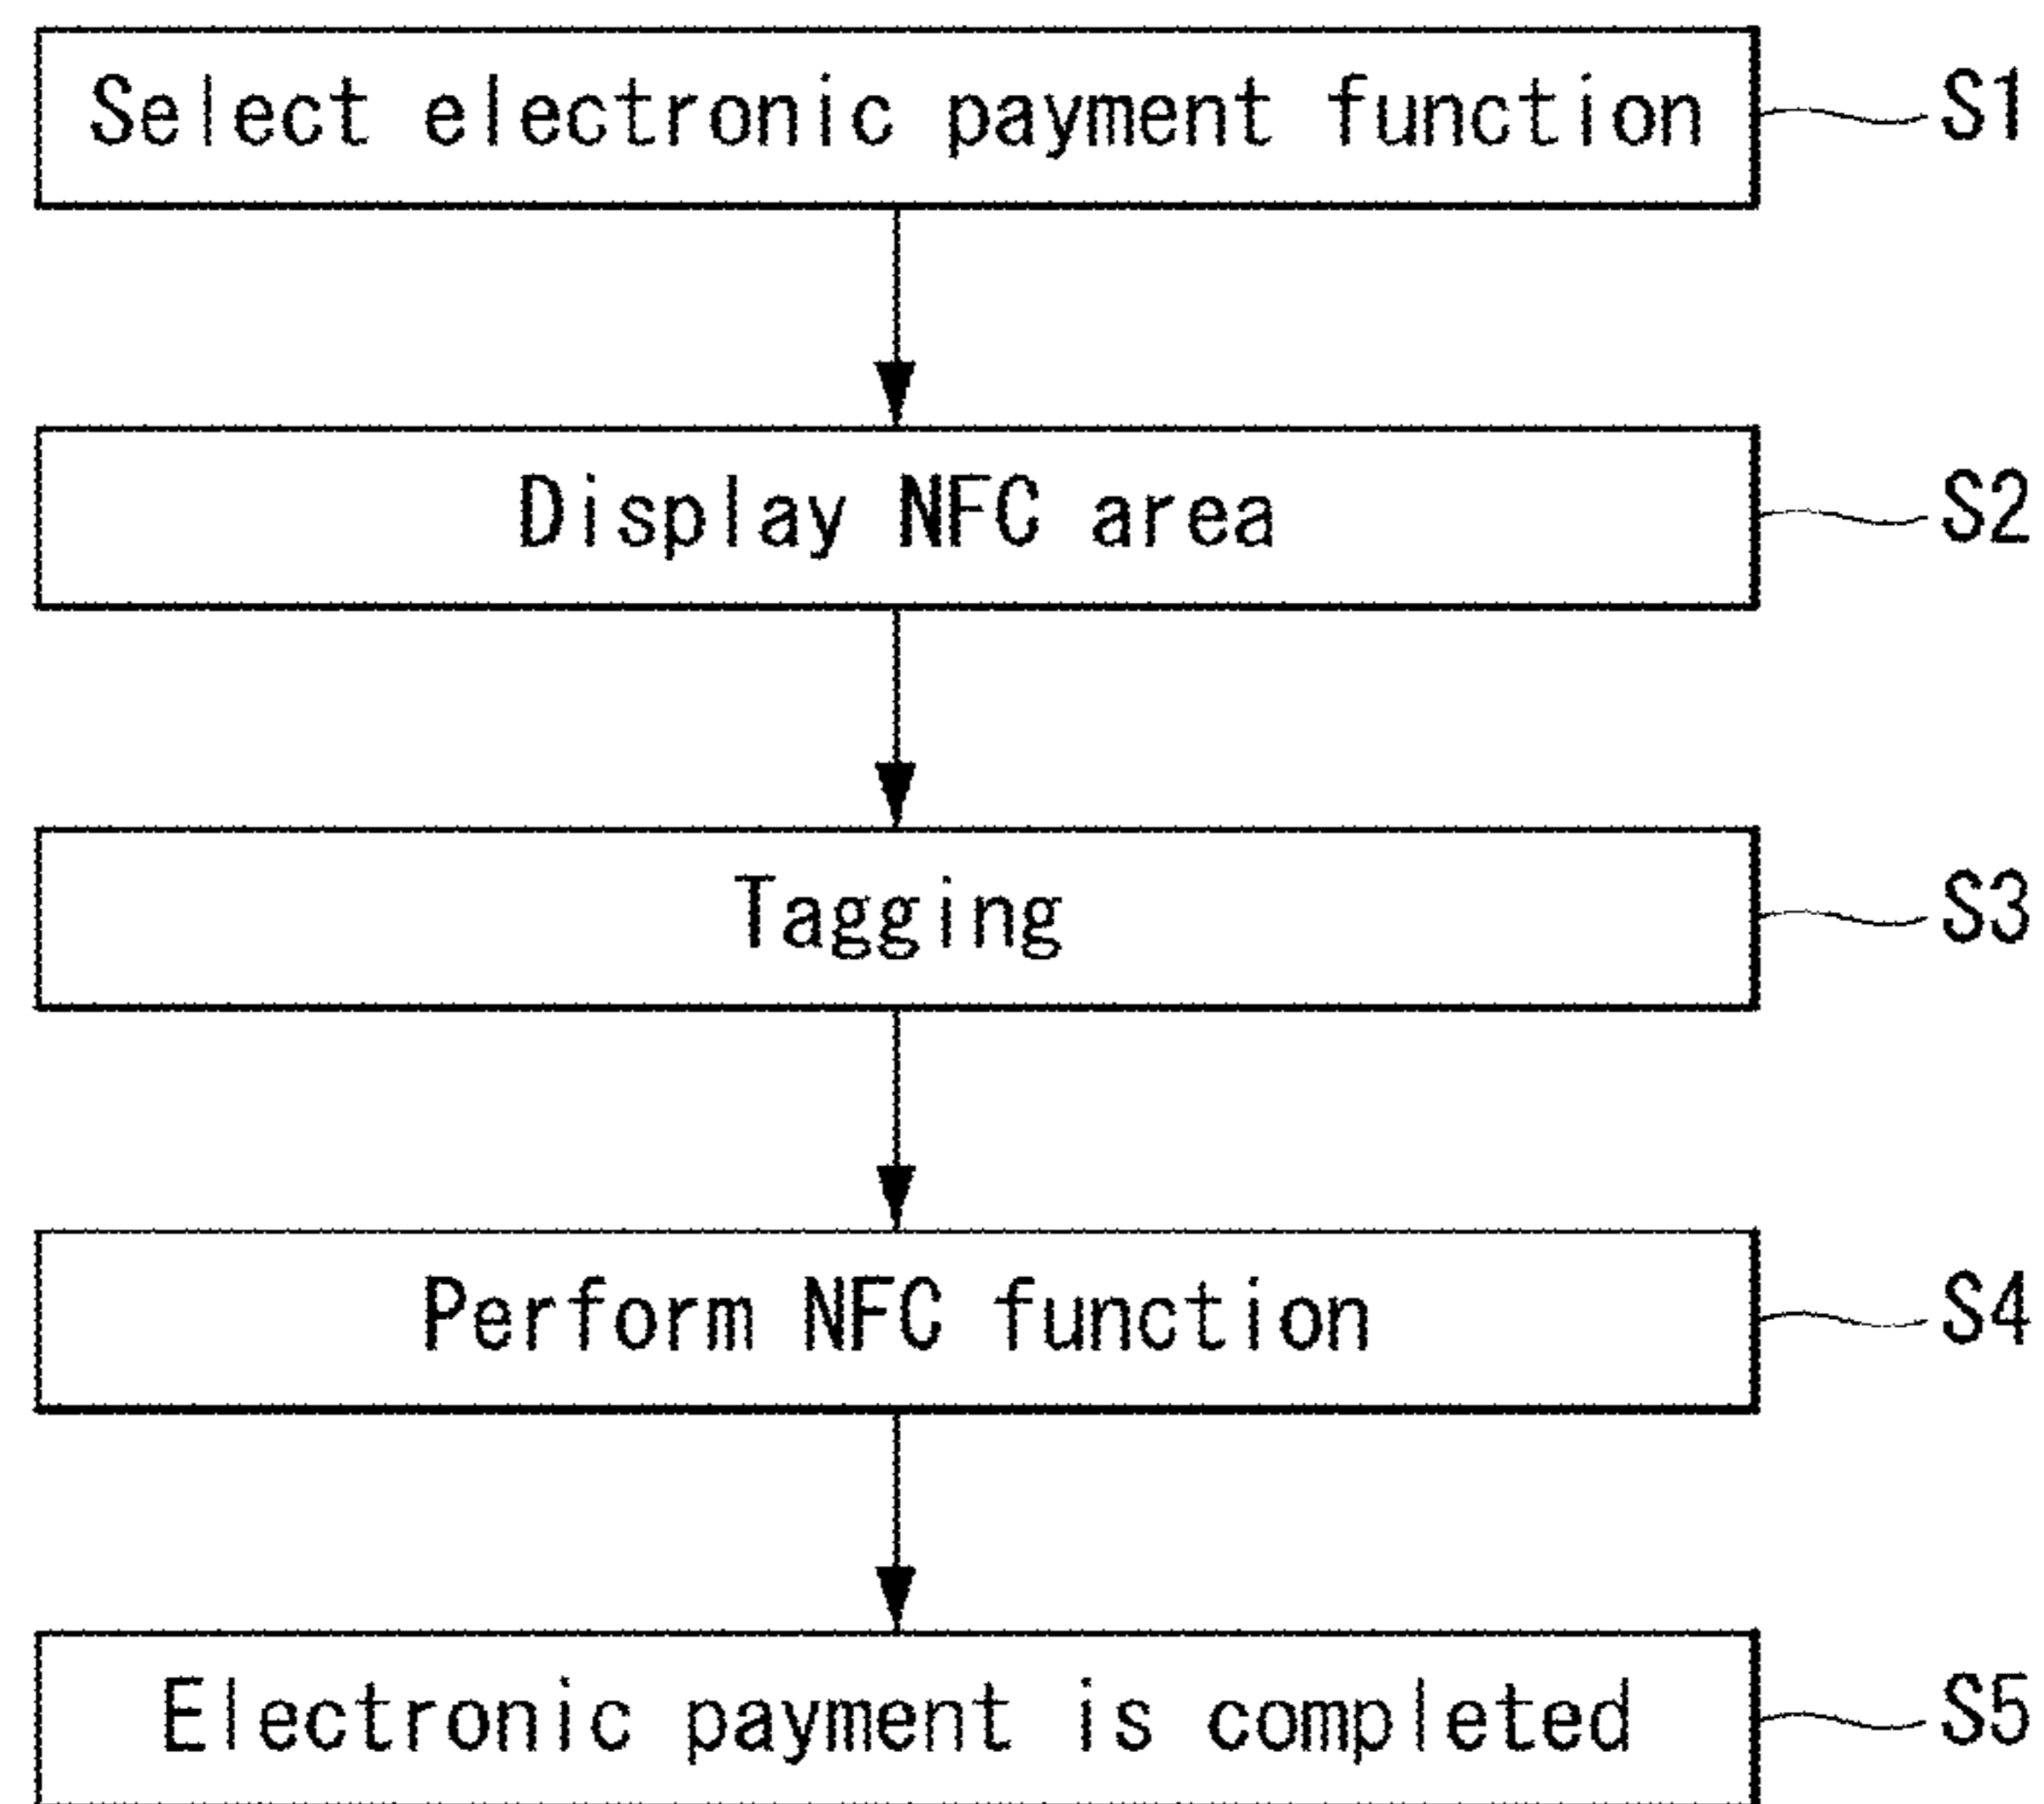 Select electronic payment function S1
Display NFC area S2
Tagging S3
Perform NFC function S4
Electronic payment is completed S5